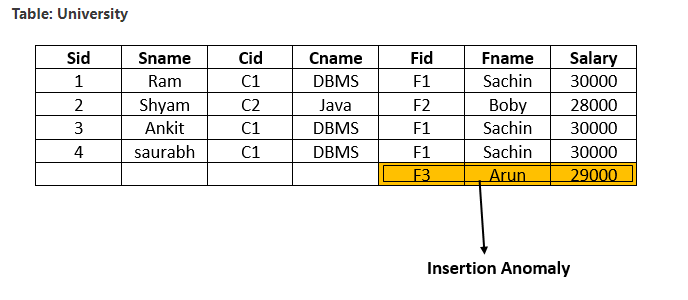 Table: University
Sid Sname Cid Cname Fid Fname Salary
1 Ram C1 DBMS F1 Sachin 30000
2 Shyam C2 Java F2 Boby 28000
3 Ankit C1 DBMS F1 Sachin 30000
4 saurabh C1 DBMS F1 Sachin 30000
F3 Arun 29000
Insertion Anomaly